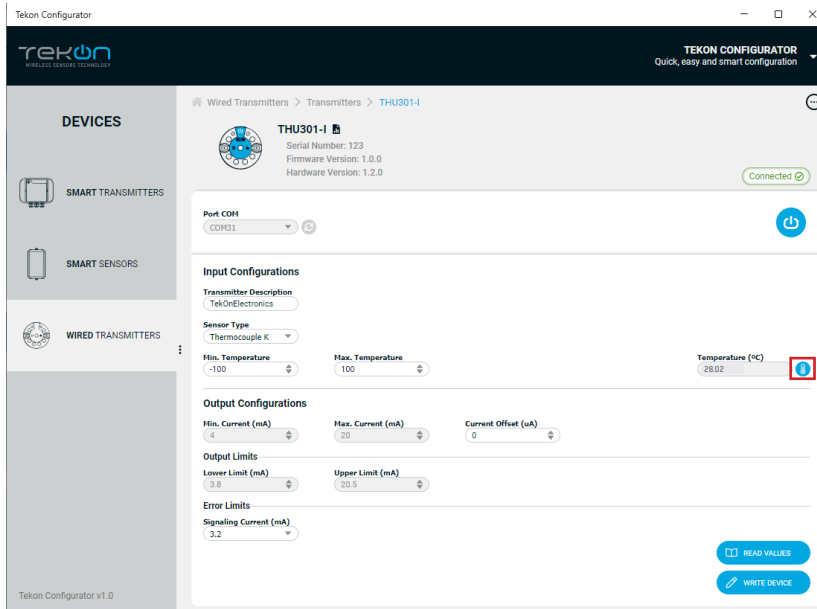 Tekon Configurator
TEKON
WIRELESS SENSORS TECHNOLOGY
TEKON CONFIGURATOR
Quick, easy and smart configuration
DEVICES
SMART TRANSMITTERS
SMART SENSORS
WIRED TRANSMITTERS
Tekon Configurator v1.0
Wired Transmitters > Transmitters > THU301-I
THU301-I
Serial Number: 123
Firmware Version: 1.0.0
Hardware Version: 1.2.0
Connected
Port COM
COM31
Input Configurations
Transmitter Description
TekOnElectronics
Sensor Type
Thermocouple K
Min. Temperature Max. Temperature Temperature (ºC)
-100 100 28.02
Output Configurations
Min. Current (mA) Max. Current (mA) Current Offset (uA)
4 20 0
Output Limits
Lower Limit (mA) Upper Limit (mA)
3.8 20.5
Error Limits
Signaling Current (mA)
3.2
READ VALUES
WRITE DEVICE